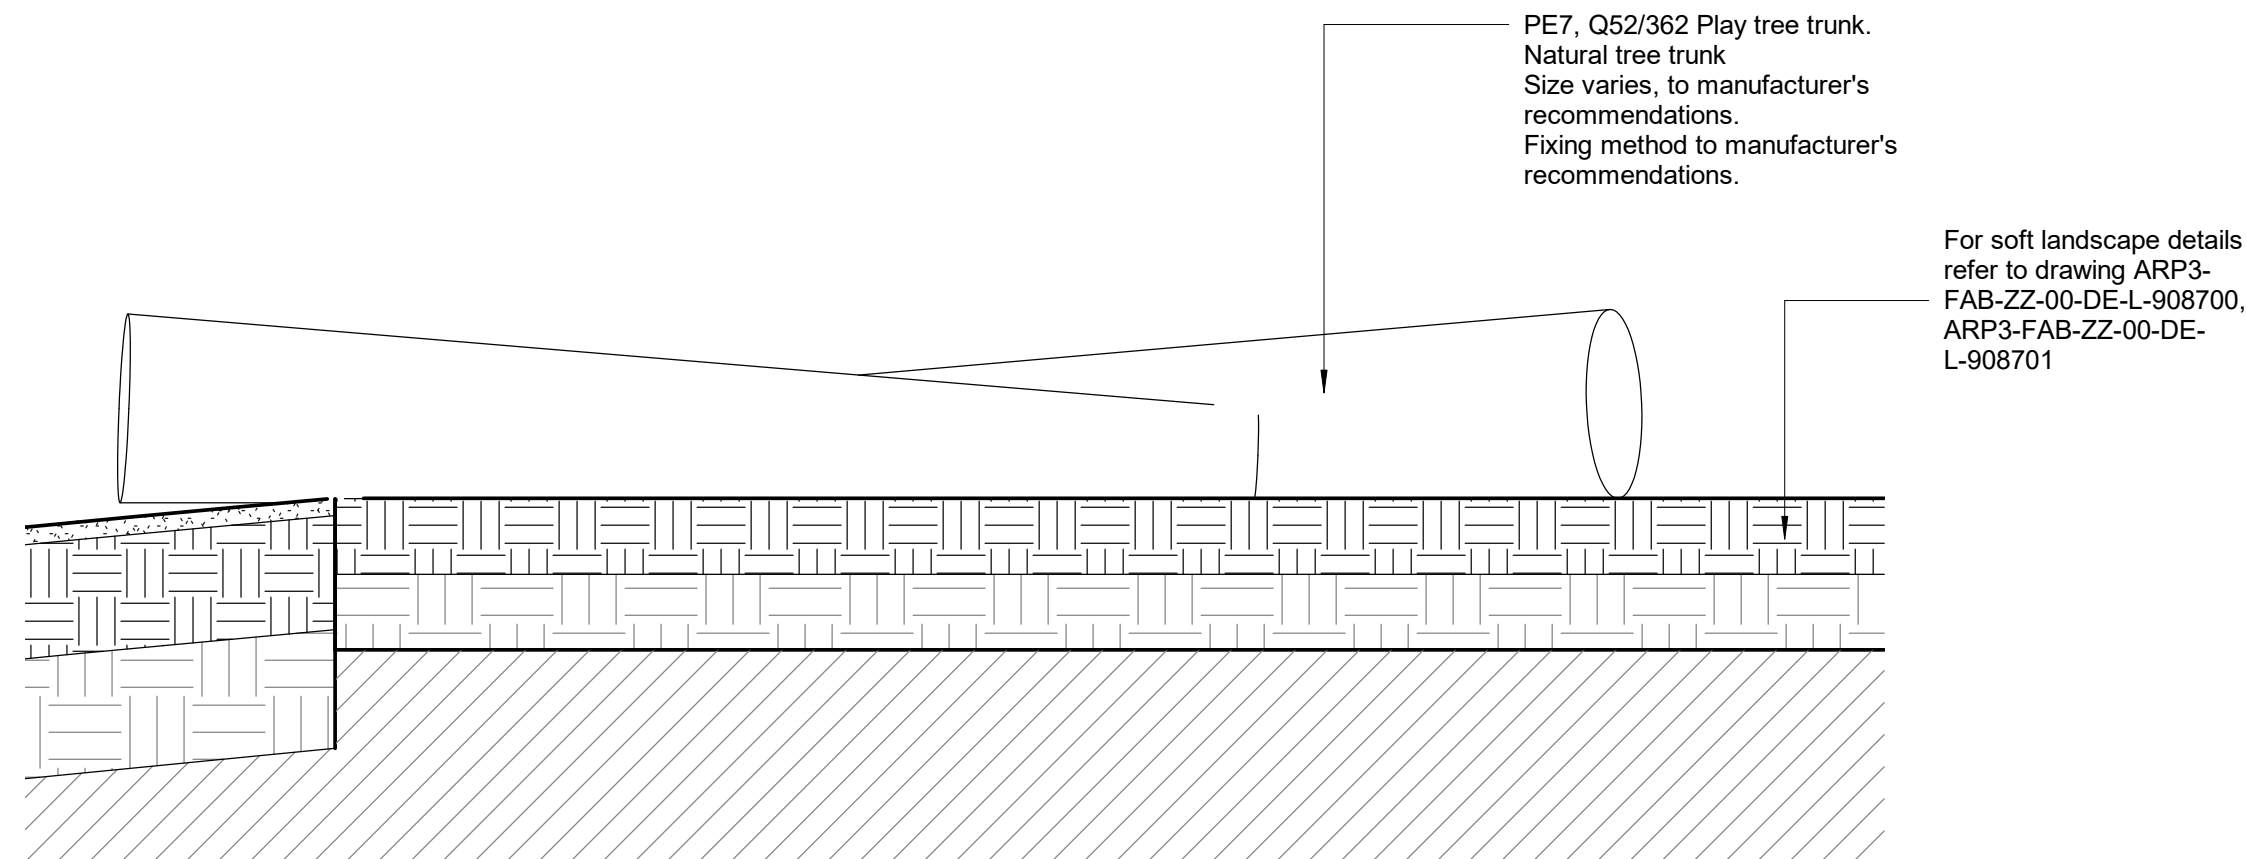 PE7, Q52/362 Play tree trunk.
Natural tree trunk
Size varies, to manufacturer's
recommendations.
Fixing method to manufacturer's
recommendations.
For soft landscape details
refer to drawing ARP3-
FAB-ZZ-00-DE-L-908700,
ARP3-FAB-ZZ-00-DE-
L-908701